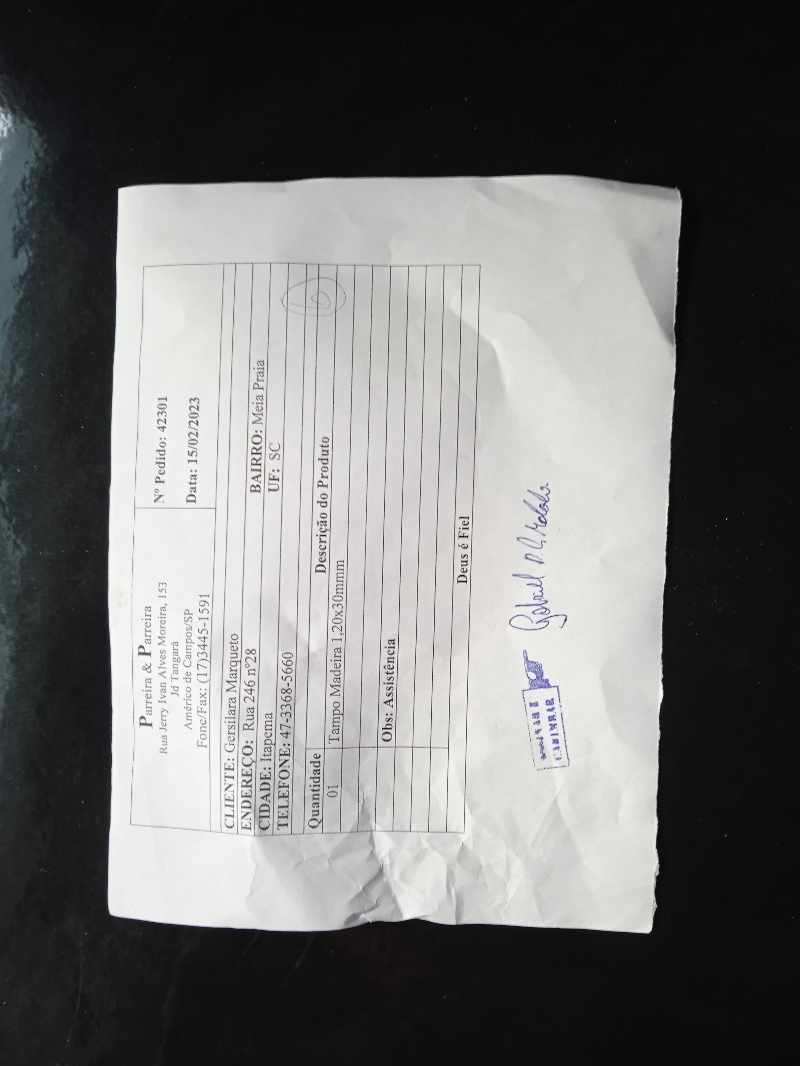 Parreira & Parreira
Rua Jerry Ivan Alves Moreira, 153
Jd Tangará
Américo de Campos/SP
Fone/Fax: (17)3445-1591
Nº Pedido: 42301
Data: 15/02/2023
CLIENTE: Gersilara Marqueto
ENDEREÇO: Rua 246 nº28 BAIRRO: Meia Praia
CIDADE: Itapema UF: SC
TELEFONE: 47-3368-5660
Quantidade Descrição do Produto
01 Tampo Madeira 1,20x30mmm
Obs: Assistência
Deus é Fiel
Gabriel